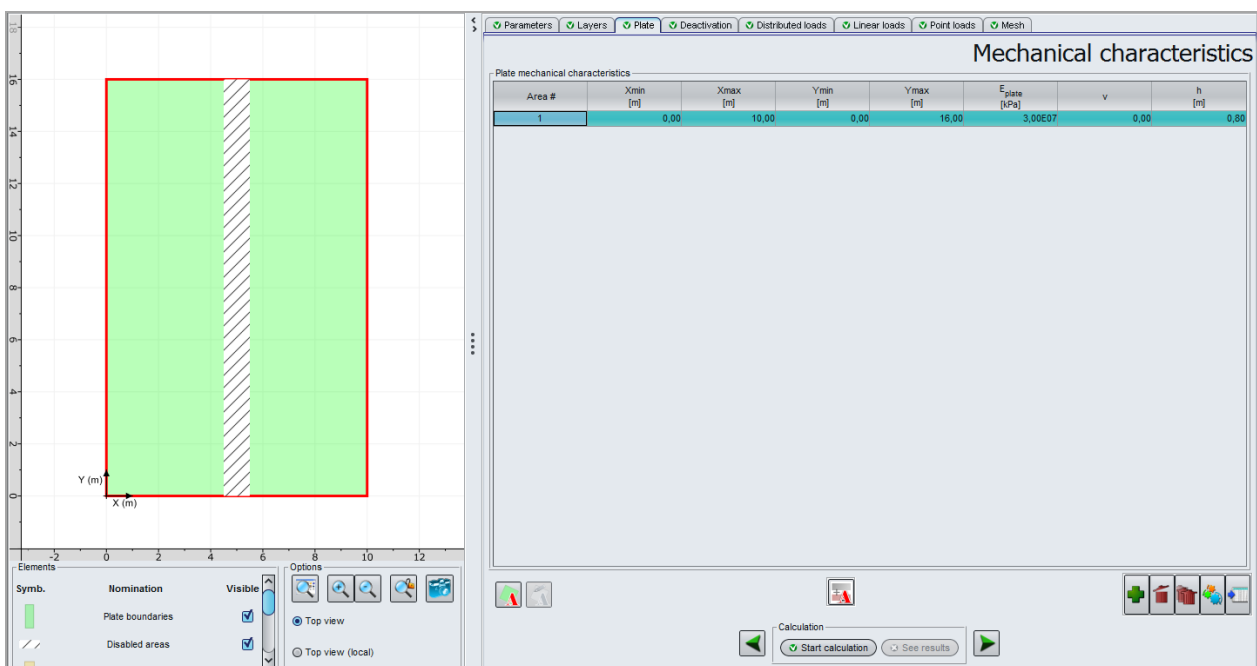 Parameters Layers Plate Deactivation Distributed loads Linear loads Point loads Mesh
Mechanical characteristics
Plate mechanical characteristics
Area # Xmin [m] Xmax [m] Ymin [m] Ymax [m] E plate [kPa] v h [m]
1 0,00 10,00 0,00 16,00 3,00E07 0,00 0,80
18
16
14
12
10
8
6
4
2
0
Y (m)
X (m)
-2 0 2 4 6 8 10 12
Elements
Symb. Nomination Visible
Plate boundaries
Disabled areas
Options
Top view
Top view (local)
Calculation
Start calculation See results